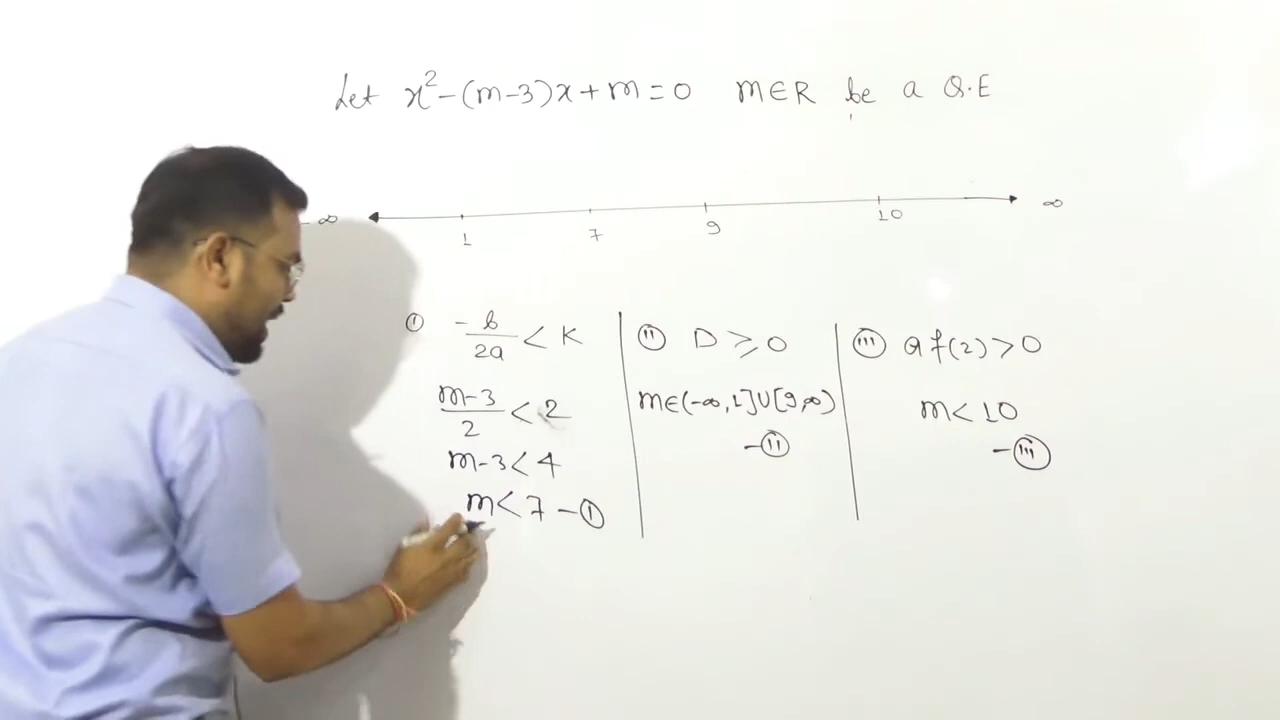 Let x² - (m-3)x + m = 0 m∈R be a Q.E
- ∞ 1 7 9 10 ∞
① -b/2a < K
m-3/2 < 2
m-3 < 4
m < 7 - ①
ⓘⓘ D ≥ 0
m∈(-∞,1]∪[9,∞)
- ⓘⓘ
ⓘⓘⓘ a f(2) > 0
m < 10
- ⓘⓘⓘ